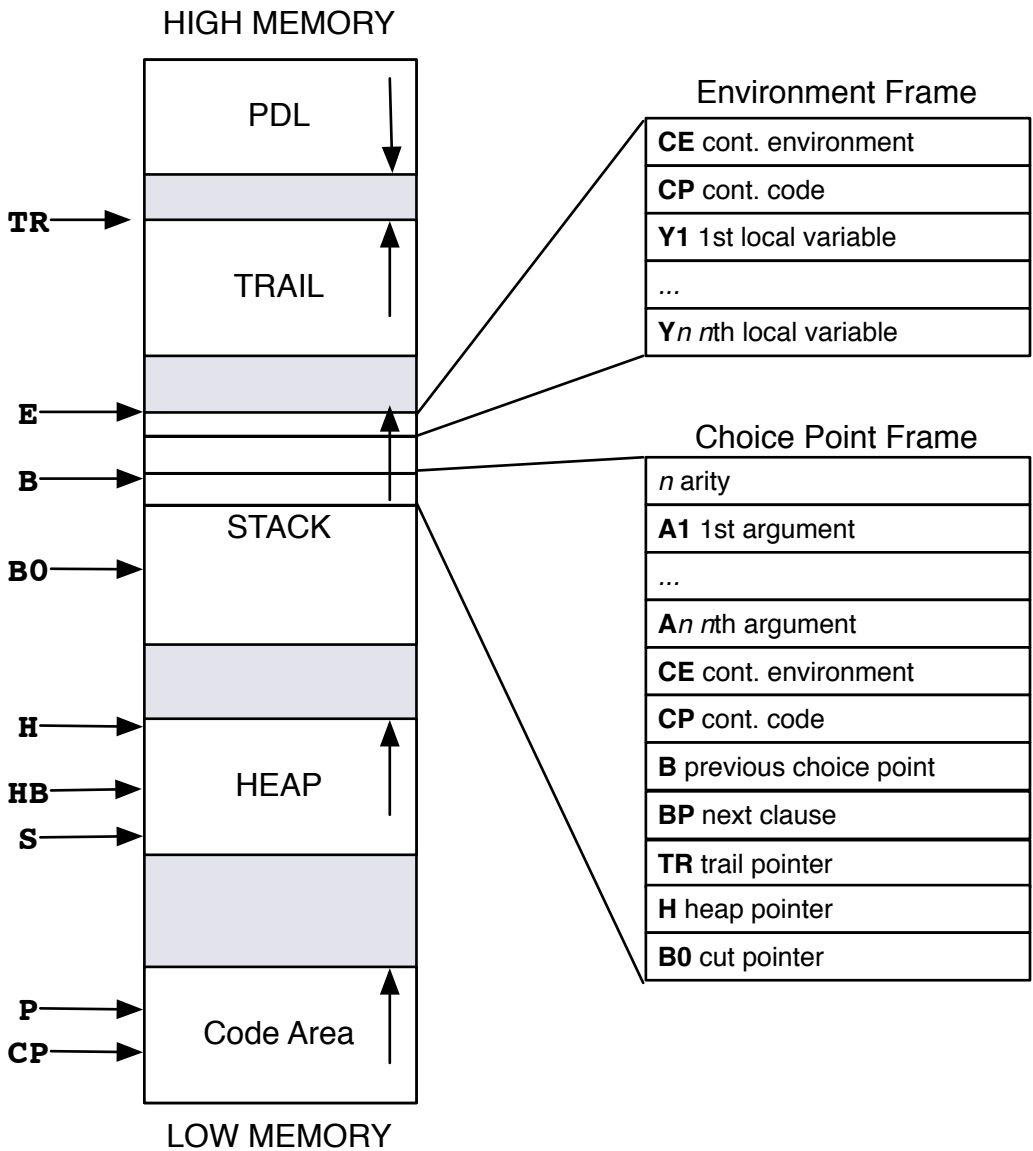 HIGH MEMORY
PDL
TR
TRAIL
E
B
STACK
B0
H
HEAP
HB
S
P
Code Area
CP
LOW MEMORY
Environment Frame
CE cont. environment
CP cont. code
Y1 1st local variable
...
Yn nth local variable
Choice Point Frame
n arity
A1 1st argument
...
An nth argument
CE cont. environment
CP cont. code
B previous choice point
BP next clause
TR trail pointer
H heap pointer
B0 cut pointer